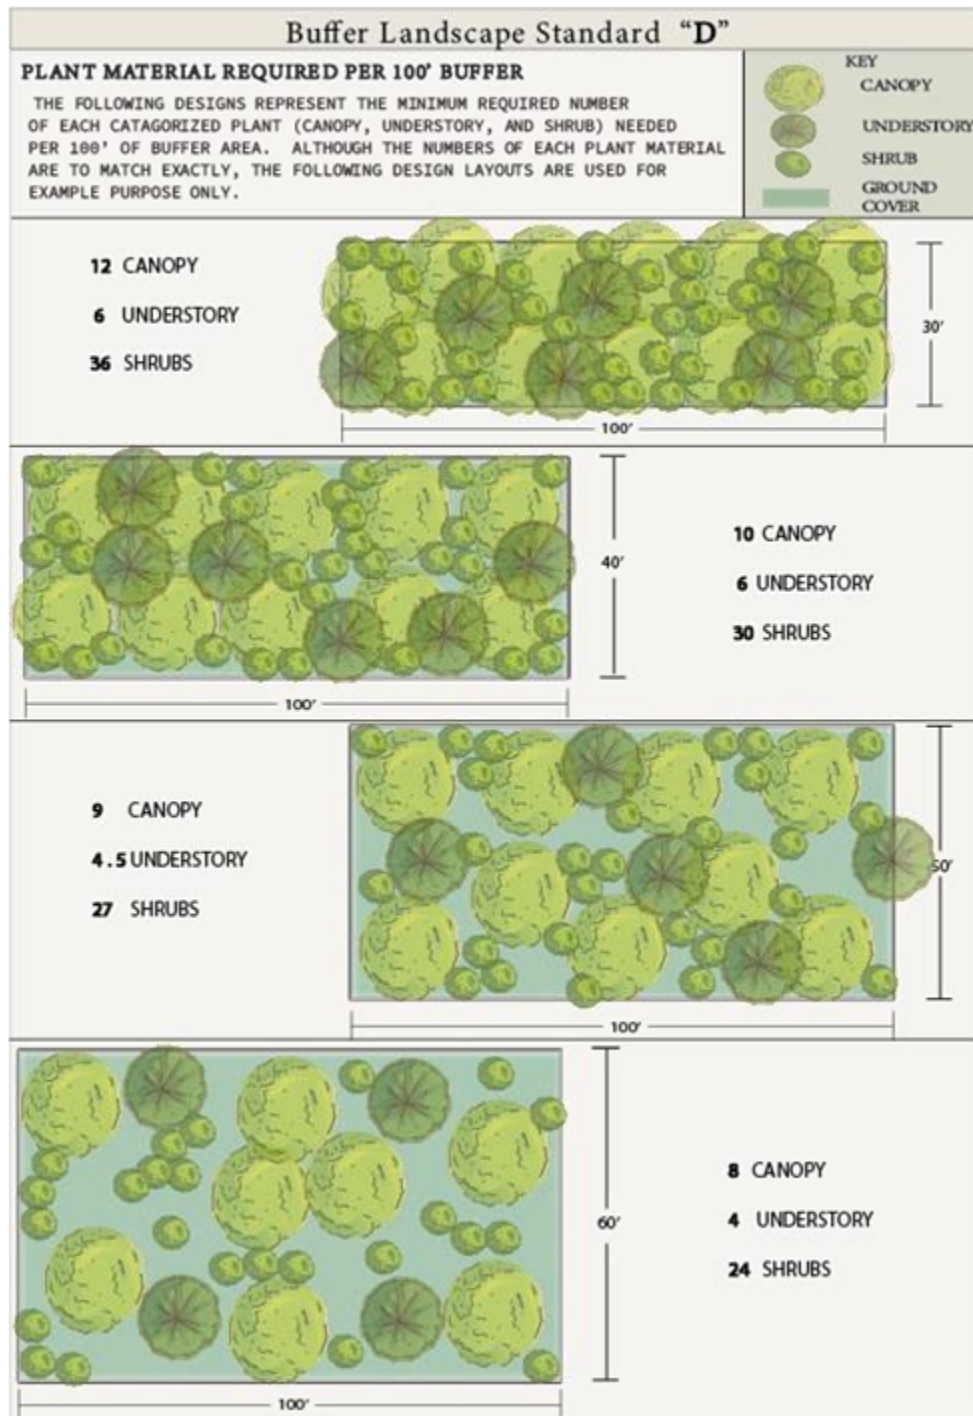 Buffer Landscape Standard “D”
PLANT MATERIAL REQUIRED PER 100' BUFFER
THE FOLLOWING DESIGNS REPRESENT THE MINIMUM REQUIRED NUMBER
OF EACH CATAGORIZED PLANT (CANOPY, UNDERSTORY, AND SHRUB) NEEDED
PER 100' OF BUFFER AREA. ALTHOUGH THE NUMBERS OF EACH PLANT MATERIAL
ARE TO MATCH EXACTLY, THE FOLLOWING DESIGN LAYOUTS ARE USED FOR
EXAMPLE PURPOSE ONLY.
KEY
CANOPY
UNDERSTORY
SHRUB
GROUND
COVER
12 CANOPY
6 UNDERSTORY
36 SHRUBS
30'
100'
10 CANOPY
6 UNDERSTORY
30 SHRUBS
40'
100'
9 CANOPY
4.5 UNDERSTORY
27 SHRUBS
50'
100'
8 CANOPY
4 UNDERSTORY
24 SHRUBS
60'
100'